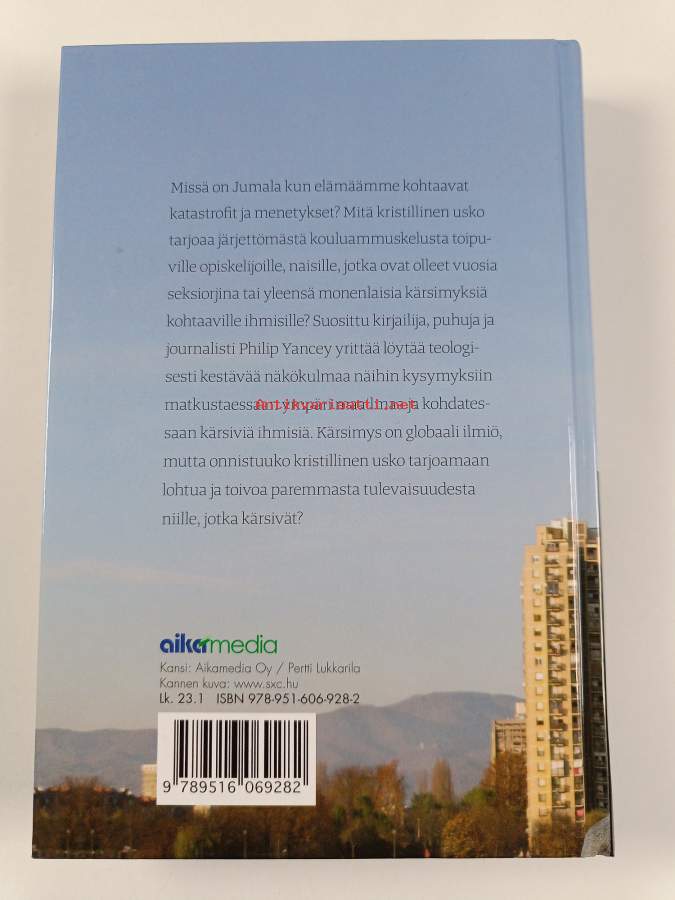 Missä on Jumala kun elämäämme kohtaavat
katastrofit ja menetykset? Mitä kristillinen usko
tarjoaa järjettömästä kouluammuskelusta toipu-
ville opiskelijoille, naisille, jotka ovat olleet vuosia
seksiorjina tai yleensä monenlaisia kärsimyksiä
kohtaaville ihmisille? Suosittu kirjailija, puhuja ja
journalisti Philip Yancey yrittää löytää teologi-
sesti kestävää näkökulmaa näihin kysymyksiin
matkustaessaan ympäri maailmaa ja kohdates-
Antikvariaatti.net
saan kärsiviä ihmisiä. Kärsimys on globaali ilmiö,
mutta onnistuuko kristillinen usko tarjoamaan
lohtua ja toivoa paremmasta tulevaisuudesta
niille, jotka kärsivät?
aikamedia
Kansi: Aikamedia Oy / Pertti Lukkarila
Kannen kuva: www.sxc.hu
Lk. 23.1 ISBN 978-951-606-928-2
9 789516 069282